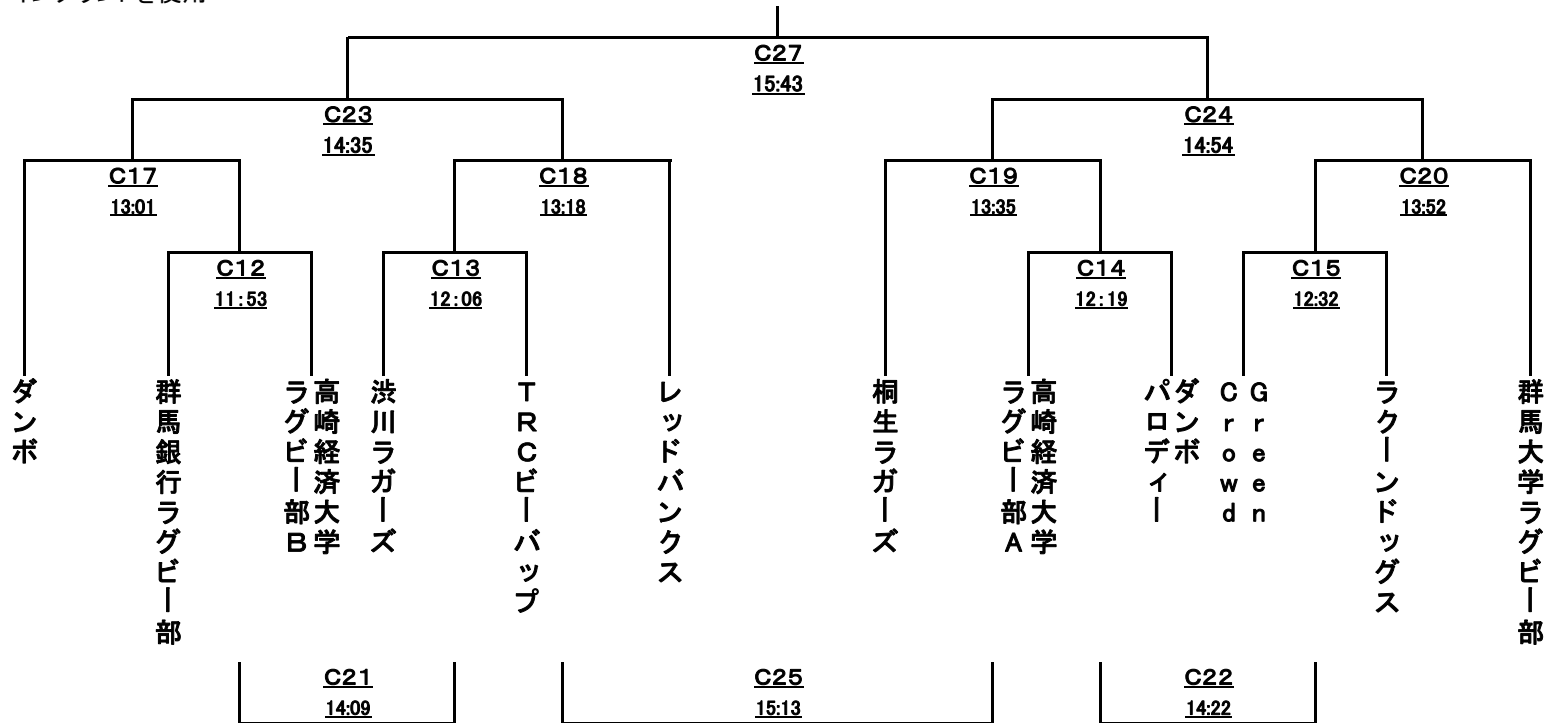 C27
15:43
C23
14:35
C24
14:54
C17
13:01
C18
13:18
C19
13:35
C20
13:52
C12
11:53
C13
12:06
C14
12:19
C15
12:32
ダンボ
群馬銀行ラグビー部
高崎経済大学
ラグビー部B
渋川ラガーズ
TRCビーバップ
レッドバンクス
桐生ラガーズ
高崎経済大学
ラグビー部A
ダンボ
パロディー
Green
Crowd
ラクーンドッグス
群馬大学ラグビー部
C21
14:09
C25
15:13
C22
14:22